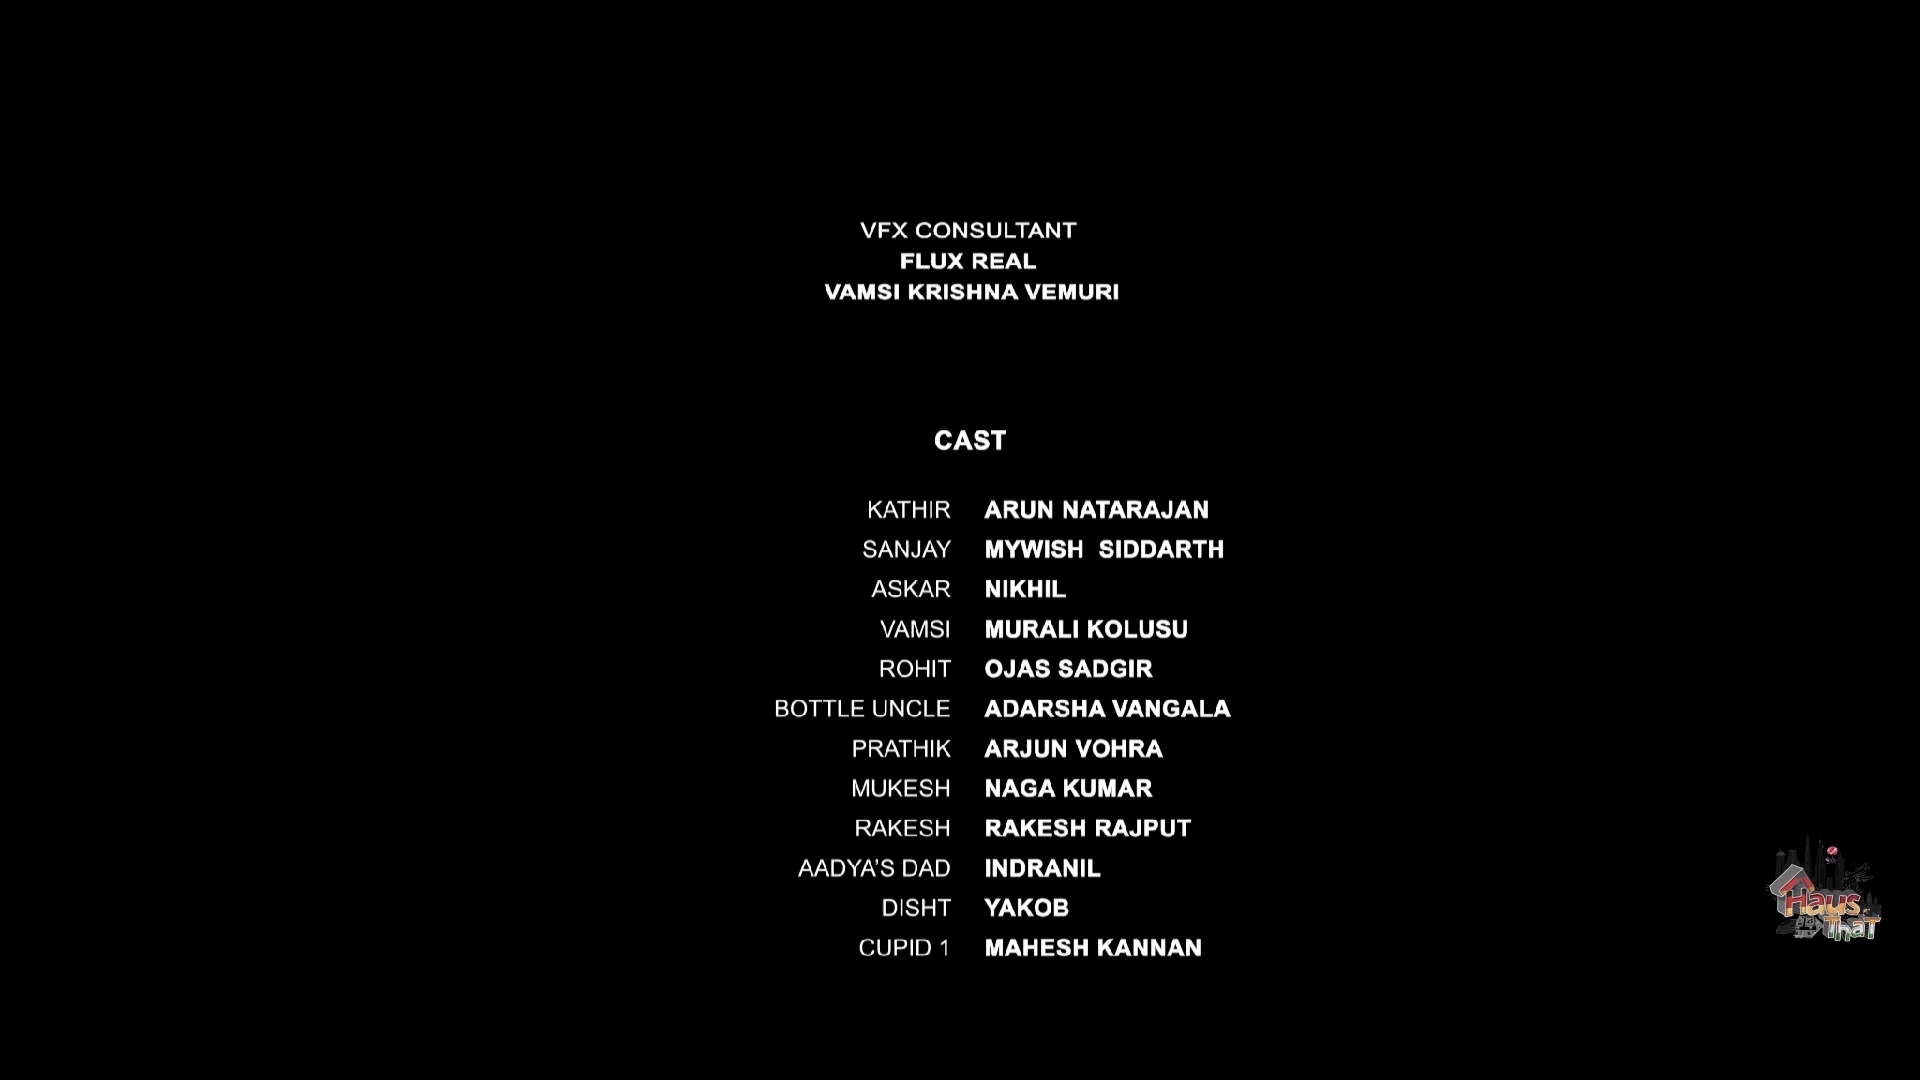 VFX CONSULTANT
FLUX REAL
VAMSI KRISHNA VEMURI
CAST
KATHIR ARUN NATARAJAN
SANJAY MYWISH SIDDARTH
ASKAR NIKHIL
VAMSI MURALI KOLUSU
ROHIT OJAS SADGIR
BOTTLE UNCLE ADARSHA VANGALA
PRATHIK ARJUN VOHRA
MUKESH NAGA KUMAR
RAKESH RAKESH RAJPUT
AADYA’S DAD INDRANIL
DISHT YAKOB
CUPID 1 MAHESH KANNAN
Haus
ThaT